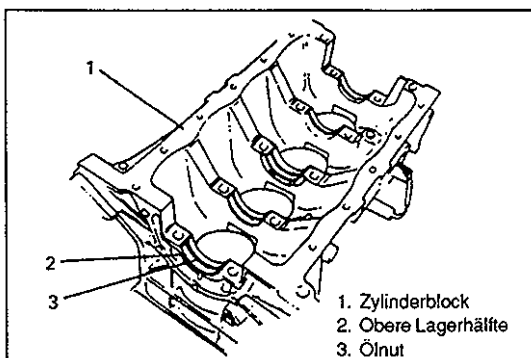 1
2
3
1. Zylinderblock
2. Obere Lagerhälfte
3. Ölnut